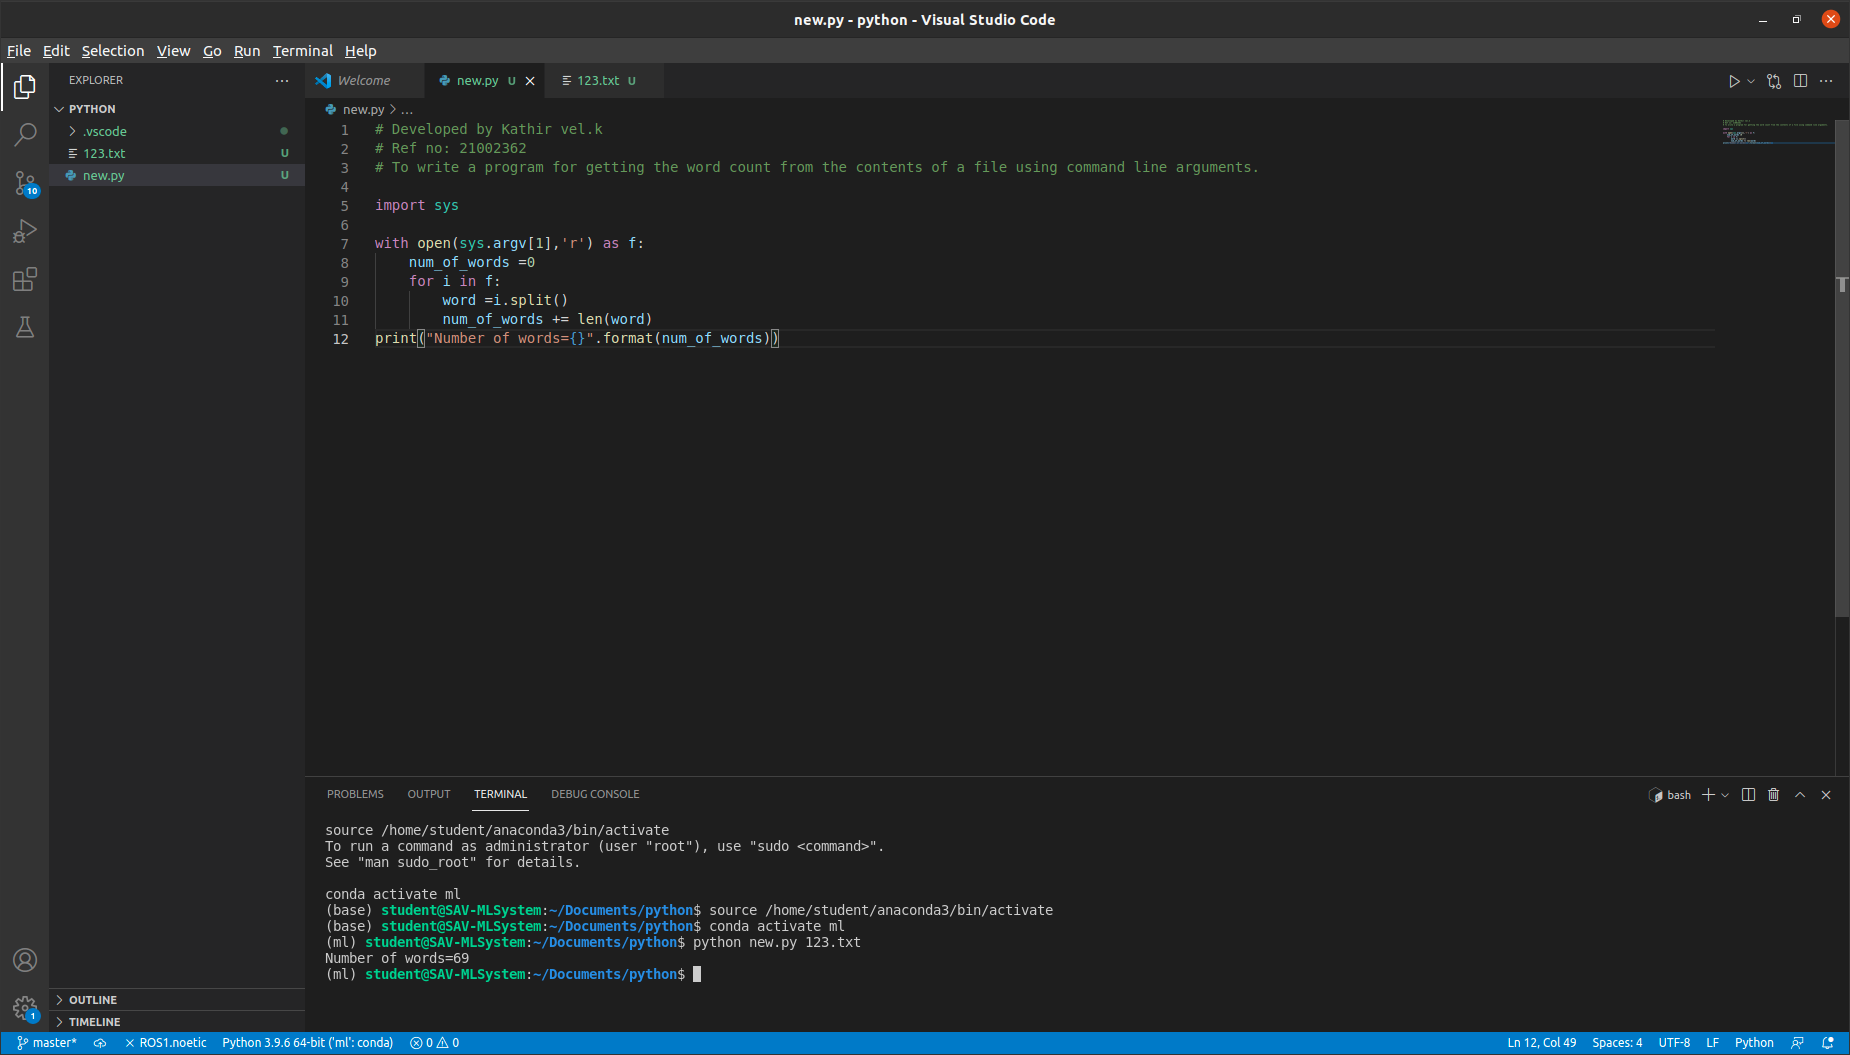 new.py - python - Visual Studio Code
File Edit Selection View Go Run Terminal Help
EXPLORER
PYTHON
.vscode
123.txt U
new.py U
10
Welcome
new.py U
123.txt U
new.py > ...
1 # Developed by Kathir vel.k
2 # Ref no: 21002362
3 # To write a program for getting the word count from the contents of a file using command line arguments.
4
5 import sys
6
7 with open(sys.argv[1],'r') as f:
8 num_of_words =0
9 for i in f:
10 word =i.split()
11 num_of_words += len(word)
12 print("Number of words={}".format(num_of_words))
PROBLEMS OUTPUT TERMINAL DEBUG CONSOLE
bash
source /home/student/anaconda3/bin/activate
To run a command as administrator (user "root"), use "sudo <command>".
See "man sudo_root" for details.
conda activate ml
(base) student@SAV-MLSystem:~/Documents/python$ source /home/student/anaconda3/bin/activate
(base) student@SAV-MLSystem:~/Documents/python$ conda activate ml
(ml) student@SAV-MLSystem:~/Documents/python$ python new.py 123.txt
Number of words=69
(ml) student@SAV-MLSystem:~/Documents/python$
OUTLINE
TIMELINE
1
master* ROS1.noetic Python 3.9.6 64-bit ('ml': conda) 0 0 Ln 12, Col 49 Spaces: 4 UTF-8 LF Python